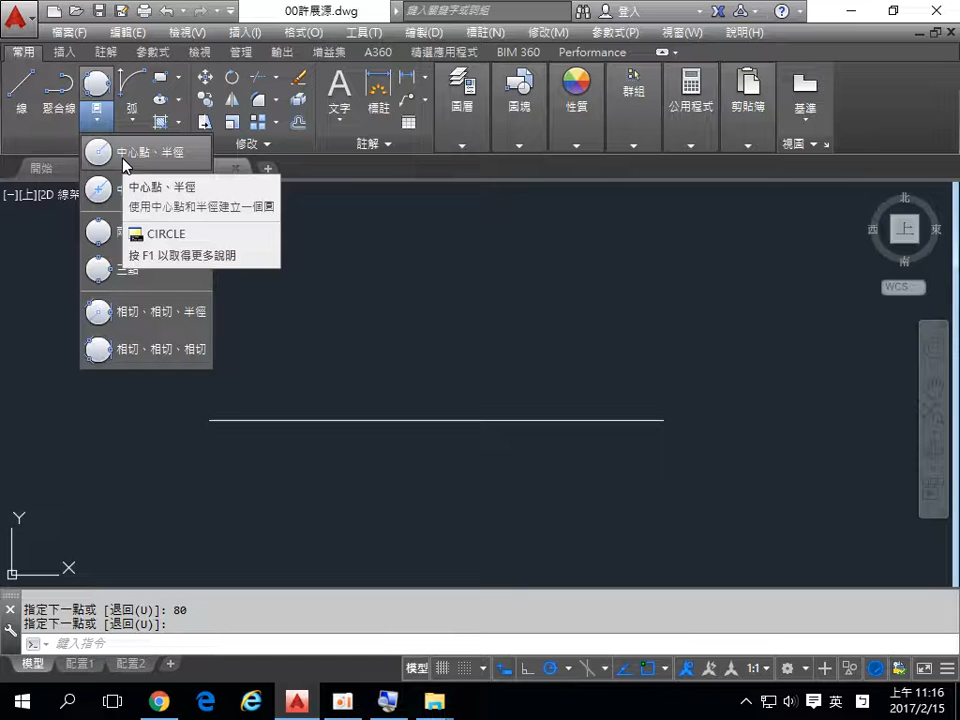 00許展源.dwg
鍵入關鍵字或詞組
登入
檔案(F) 編輯(E) 檢視(V) 插入(I) 格式(O) 工具(T) 繪製(D) 標註(N) 修改(M) 參數式(P) 視窗(W) 說明(H)
常用 插入 註解 參數式 檢視 管理 輸出 增益集 A360 精選應用程式 BIM 360 Performance
線 聚合線 圓 弧 文字 標註 圖層 圖塊 性質 群組 公用程式 剪貼簿 基準
修改 註解 視圖
開始
[−][上][2D 線架
中心點、半徑
中心點、半徑
使用中心點和半徑建立一個圓
CIRCLE
按 F1 以取得更多說明
三點
相切、相切、半徑
相切、相切、相切
北
西 上 東
南
WCS
Y
X
指定下一點或 [退回(U)]: 80
指定下一點或 [退回(U)]:
鍵入指令
模型 配置1 配置2
模型 1:1
英
上午 11:16
2017/2/15